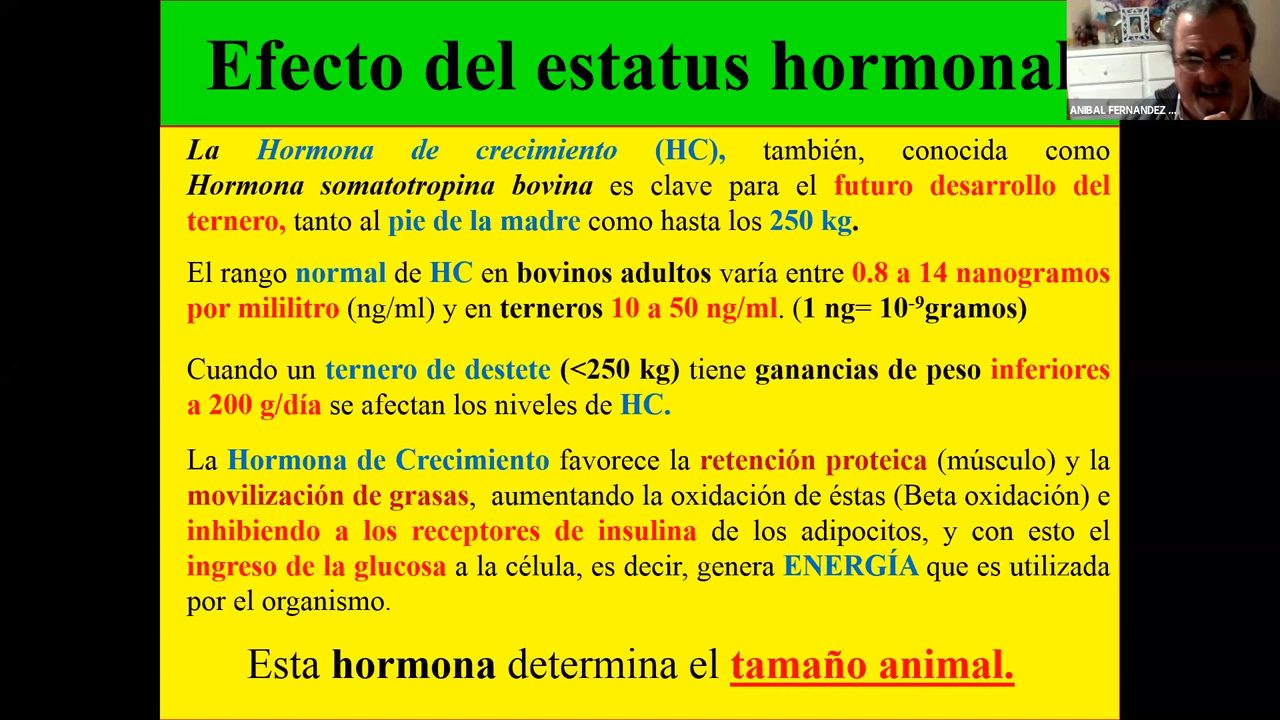 Efecto del estatus hormonal
ANIBAL FERNANDEZ ...
La Hormona de crecimiento (HC), también, conocida como
Hormona somatotropina bovina es clave para el futuro desarrollo del
ternero, tanto al pie de la madre como hasta los 250 kg.
El rango normal de HC en bovinos adultos varía entre 0.8 a 14 nanogramos
por mililitro (ng/ml) y en terneros 10 a 50 ng/ml. (1 ng= 10-9gramos)
Cuando un ternero de destete (<250 kg) tiene ganancias de peso inferiores
a 200 g/día se afectan los niveles de HC.
La Hormona de Crecimiento favorece la retención proteica (músculo) y la
movilización de grasas, aumentando la oxidación de éstas (Beta oxidación) e
inhibiendo a los receptores de insulina de los adipocitos, y con esto el
ingreso de la glucosa a la célula, es decir, genera ENERGÍA que es utilizada
por el organismo.
Esta hormona determina el tamaño animal.